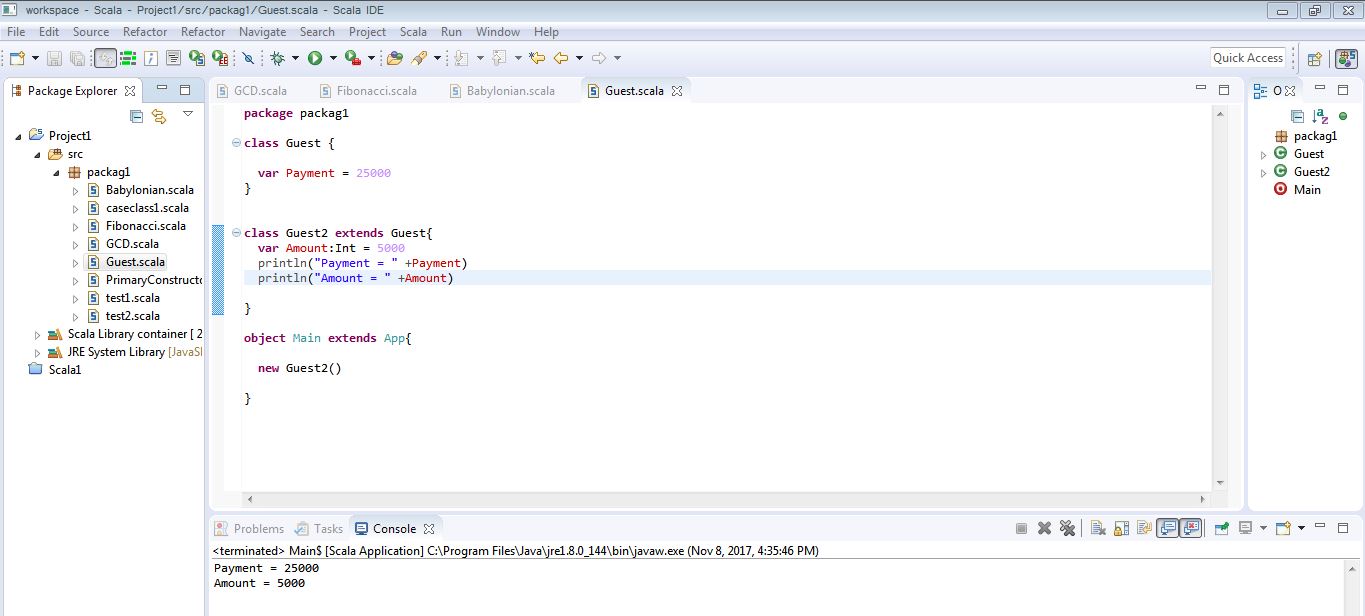 workspace - Scala - Project1/src/packag1/Guest.scala - Scala IDE
File Edit Source Refactor Refactor Navigate Search Project Scala Run Window Help
Quick Access
Package Explorer
Project1
src
packag1
Babylonian.scala
caseclass1.scala
Fibonacci.scala
GCD.scala
Guest.scala
PrimaryConstructo
test1.scala
test2.scala
Scala Library container [ 2
JRE System Library [JavaSE
Scala1
GCD.scala Fibonacci.scala Babylonian.scala Guest.scala
package packag1
class Guest {
var Payment = 25000
}
class Guest2 extends Guest{
var Amount:Int = 5000
println("Payment = " +Payment)
println("Amount = " +Amount)
}
object Main extends App{
new Guest2()
}
O
packag1
Guest
Guest2
Main
Problems Tasks Console
<terminated> Main$ [Scala Application] C:\Program Files\Java\jre1.8.0_144\bin\javaw.exe (Nov 8, 2017, 4:35:46 PM)
Payment = 25000
Amount = 5000